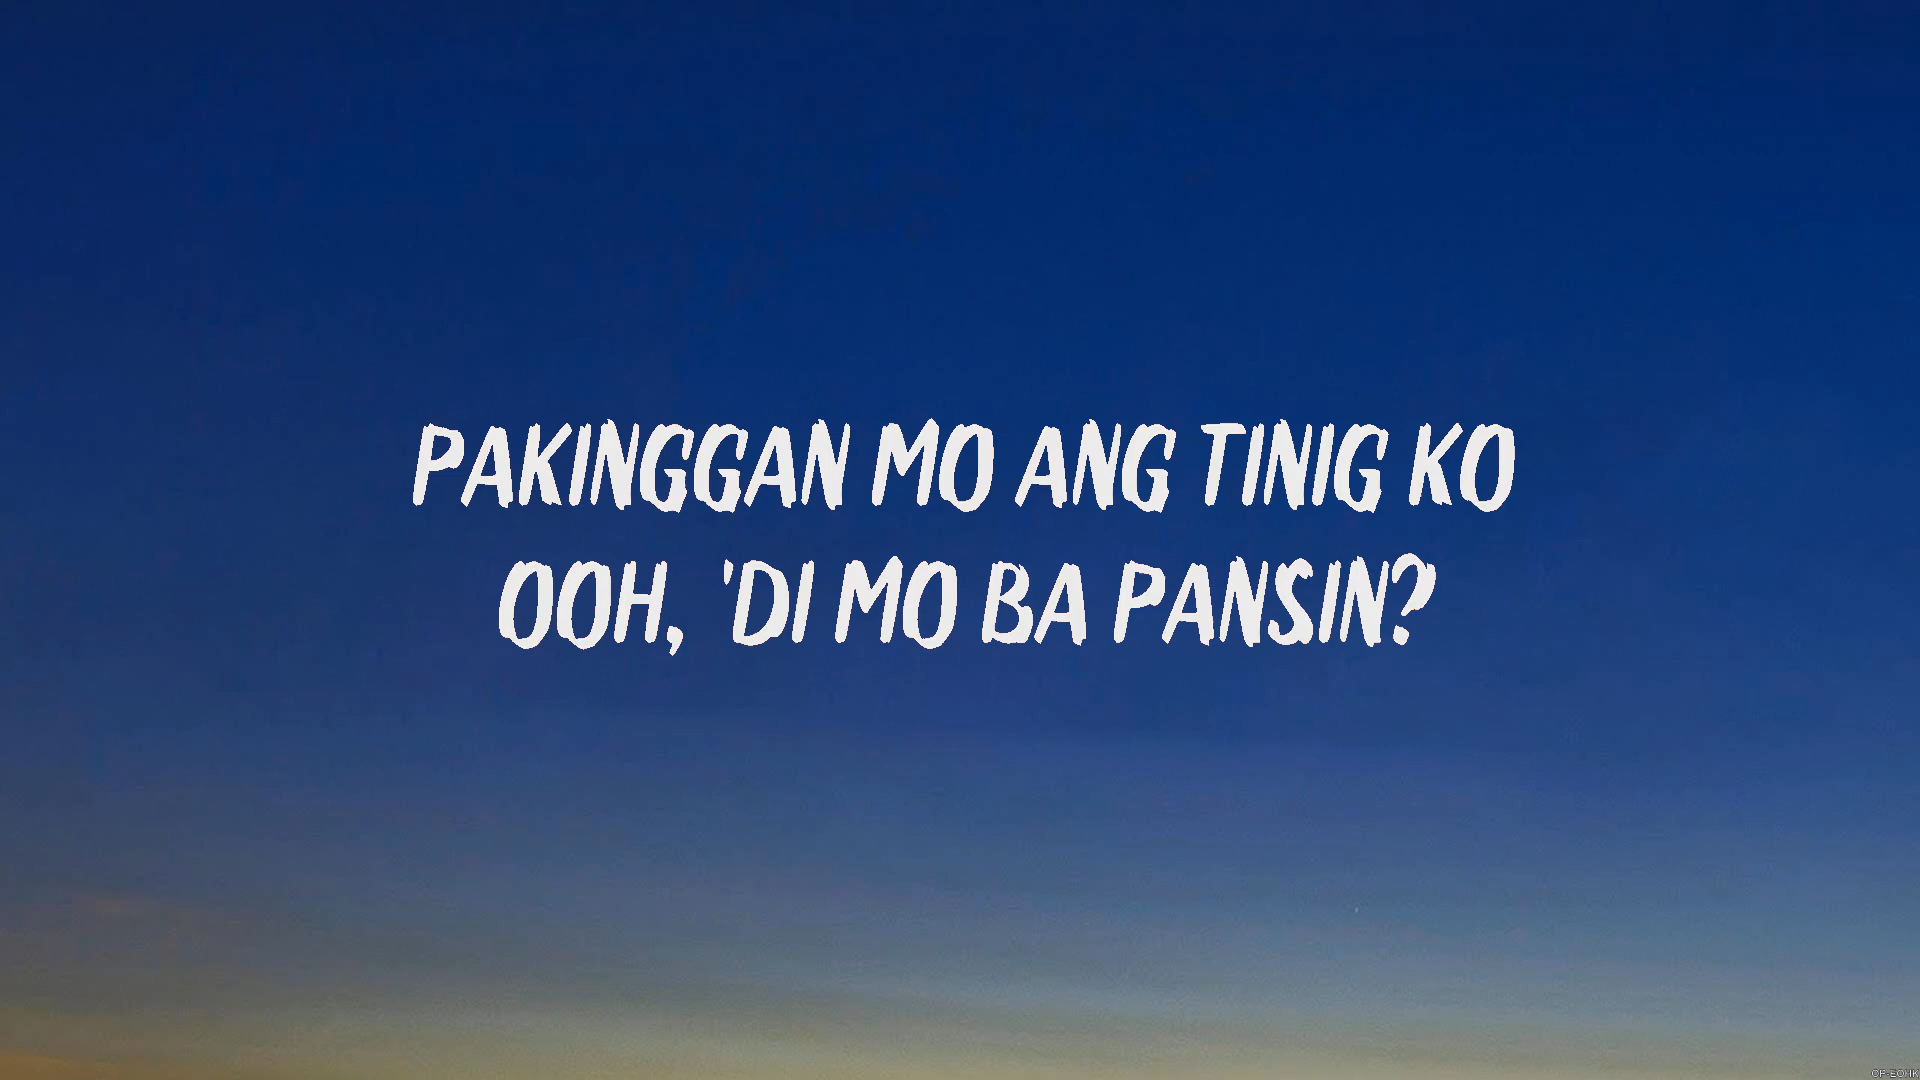 PAKINGGAN MO ANG TINIG KO
OOH, 'DI MO BA PANSIN?